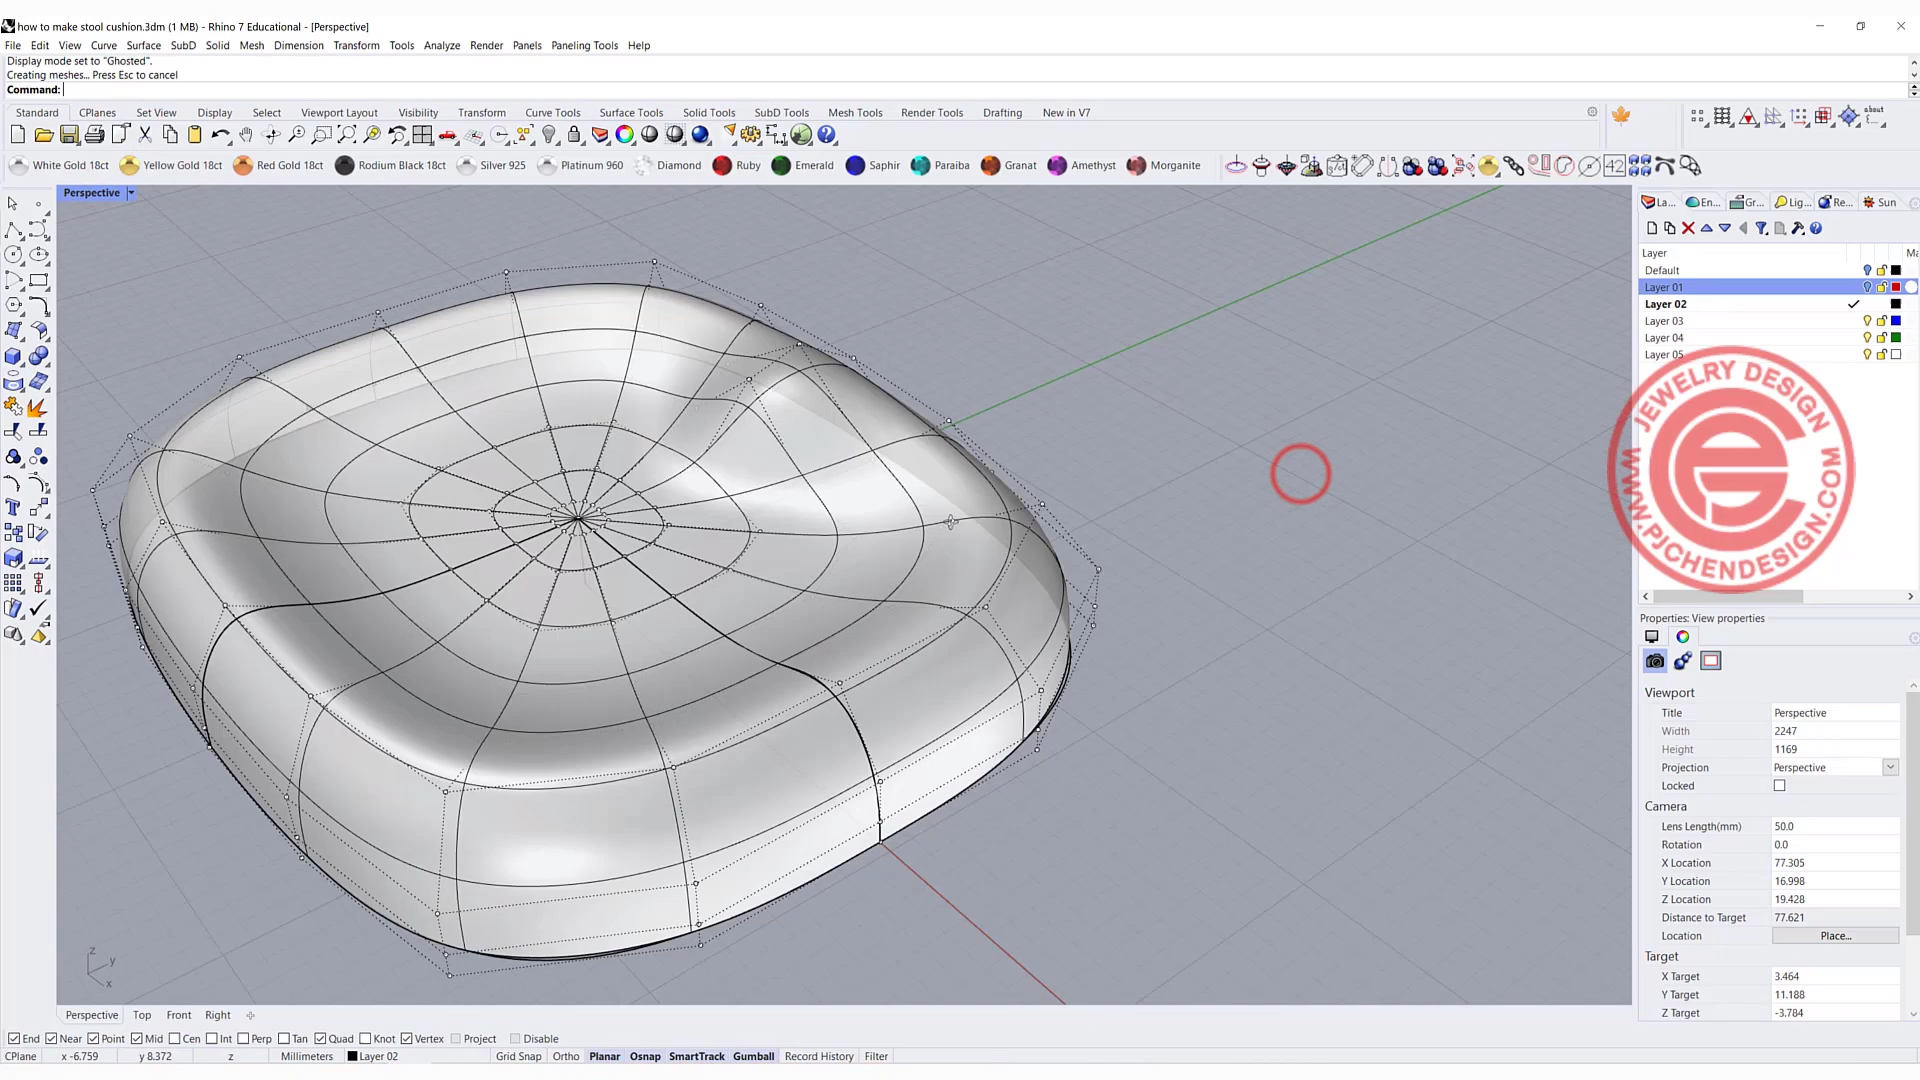 how to make stool cushion.3dm (1 MB) - Rhino 7 Educational - [Perspective]
File Edit View Curve Surface SubD Solid Mesh Dimension Transform Tools Analyze Render Panels Paneling Tools Help
Display mode set to "Ghosted".
Creating meshes... Press Esc to cancel
Command:
Standard CPlanes Set View Display Select Viewport Layout Visibility Transform Curve Tools Surface Tools Solid Tools SubD Tools Mesh Tools Render Tools Drafting New in V7
about
White Gold 18ct Yellow Gold 18ct Red Gold 18ct Rodium Black 18ct Silver 925 Platinum 960 Diamond Ruby Emerald Saphir Paraiba Granat Amethyst Morganite
42
Perspective
La... En... Gr... Lig... Re... Sun
Layer Ma
Default
Layer 01
Layer 02
Layer 03
Layer 04
Layer 05
JEWELRY DESIGN
WWW.PJCHENDESIGN.COM
Properties: View properties
Viewport
Title Perspective
Width 2247
Height 1169
Projection Perspective
Locked
Camera
Lens Length(mm) 50.0
Rotation 0.0
X Location 77.305
Y Location 16.998
Z Location 19.428
Distance to Target 77.621
Location Place...
Target
X Target 3.464
Y Target 11.188
Z Target -3.784
z
y
x
Perspective Top Front Right
End Near Point Mid Cen Int Perp Tan Quad Knot Vertex Project Disable
CPlane x -6.759 y 8.372 z Millimeters Layer 02 Grid Snap Ortho Planar Osnap SmartTrack Gumball Record History Filter